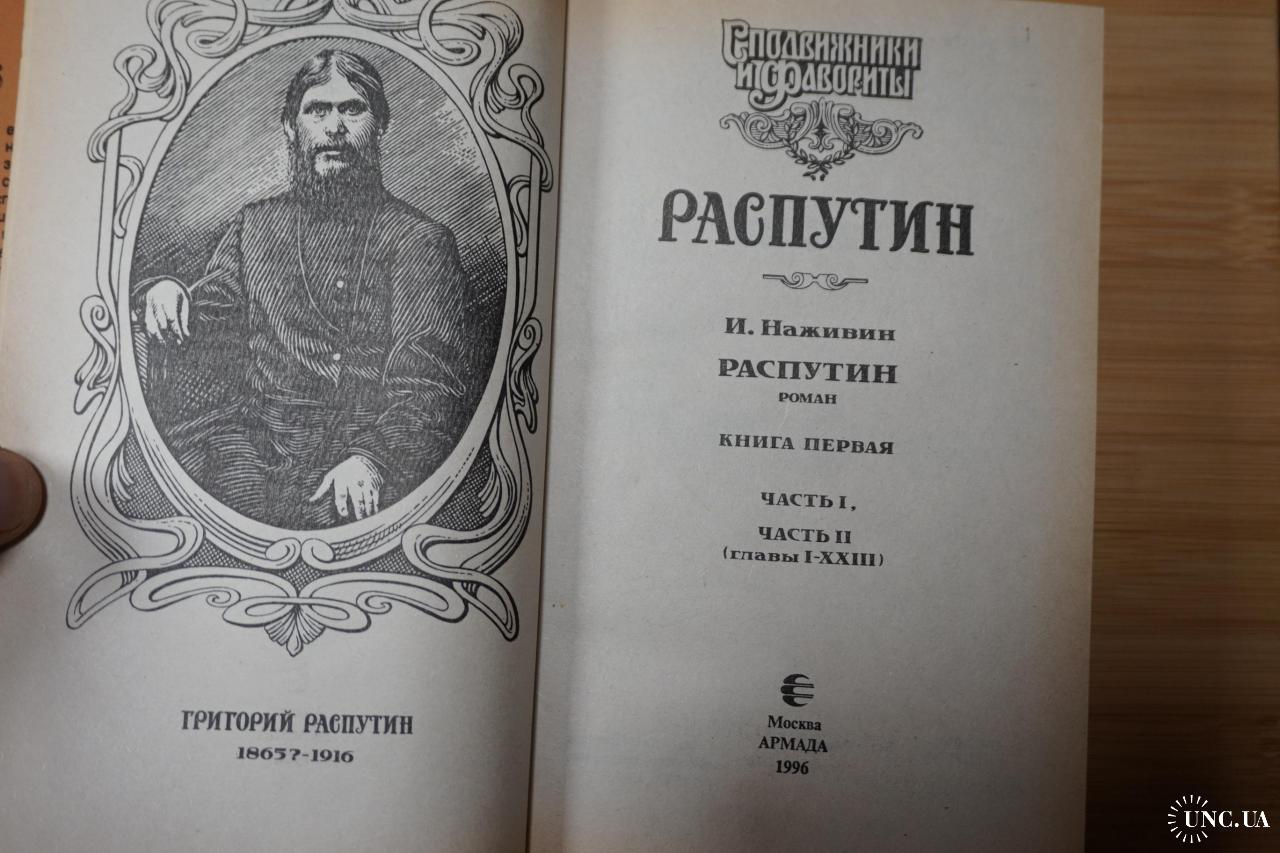 ГРИГОРИЙ РАСПУТИН
1865?-1916
СПОДВИЖНИКИ
И ФАВОРИТЫ
РАСПУТИН
И. Наживин
РАСПУТИН
РОМАН
КНИГА ПЕРВАЯ
ЧАСТЬ I,
ЧАСТЬ II
(главы I-XXIII)
Москва
АРМАДА
1996
UNC.UA